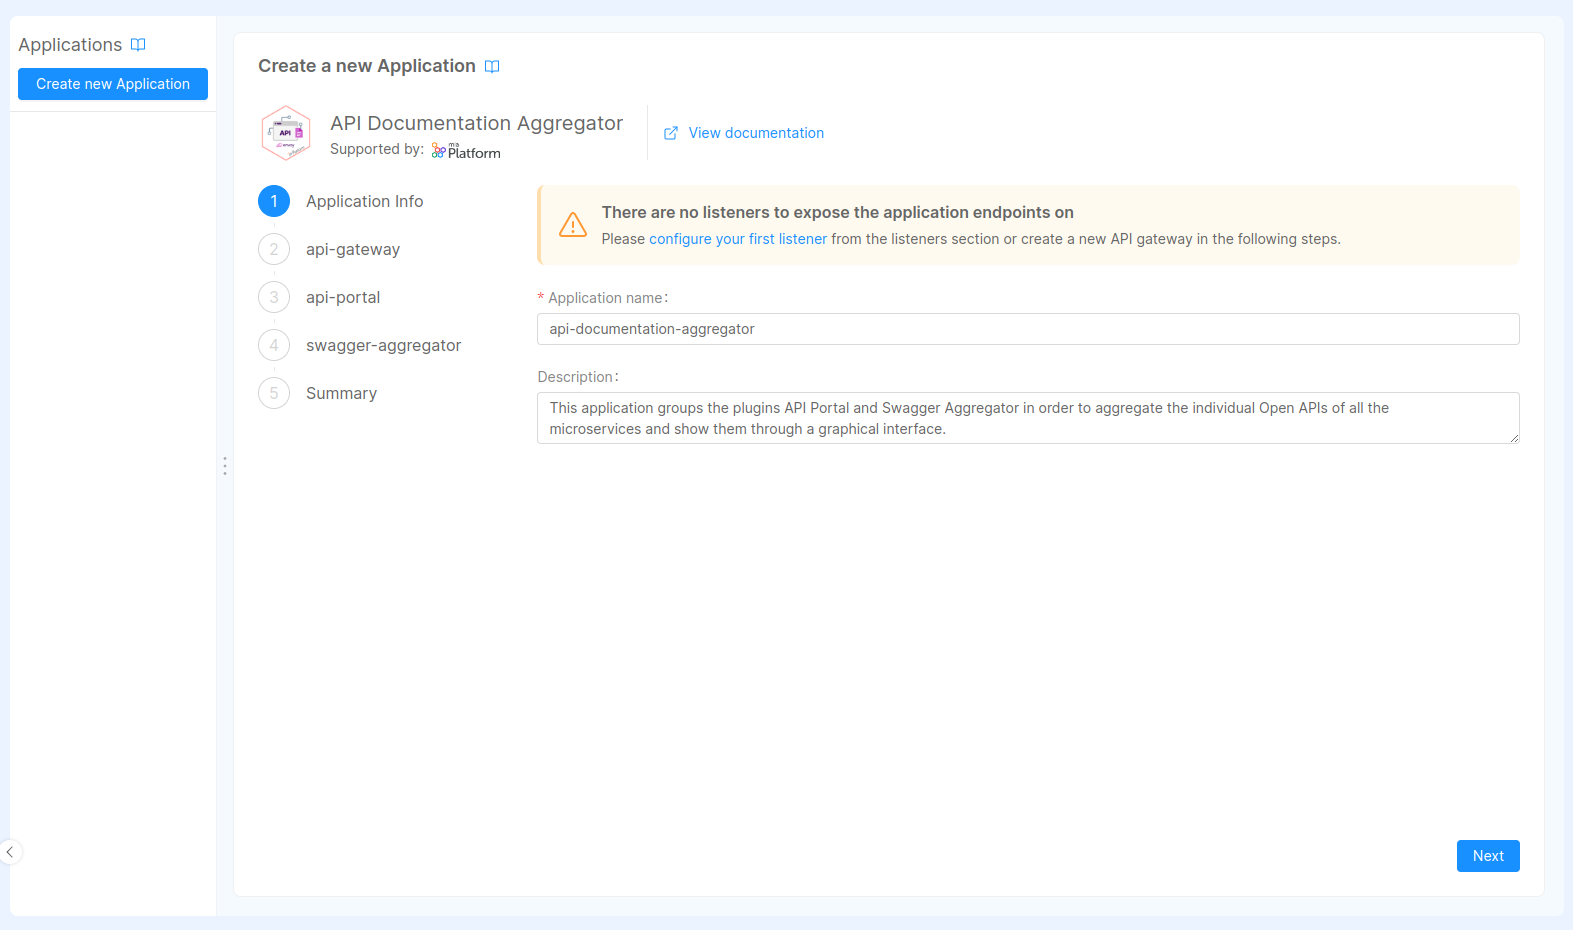 Applications
Create new Application
Create a new Application
API
API Documentation Aggregator
Supported by: mia Platform
View documentation
1 Application Info
2 api-gateway
3 api-portal
4 swagger-aggregator
5 Summary
There are no listeners to expose the application endpoints on
Please configure your first listener from the listeners section or create a new API gateway in the following steps.
* Application name:
api-documentation-aggregator
Description:
This application groups the plugins API Portal and Swagger Aggregator in order to aggregate the individual Open APIs of all the
microservices and show them through a graphical interface.
Next